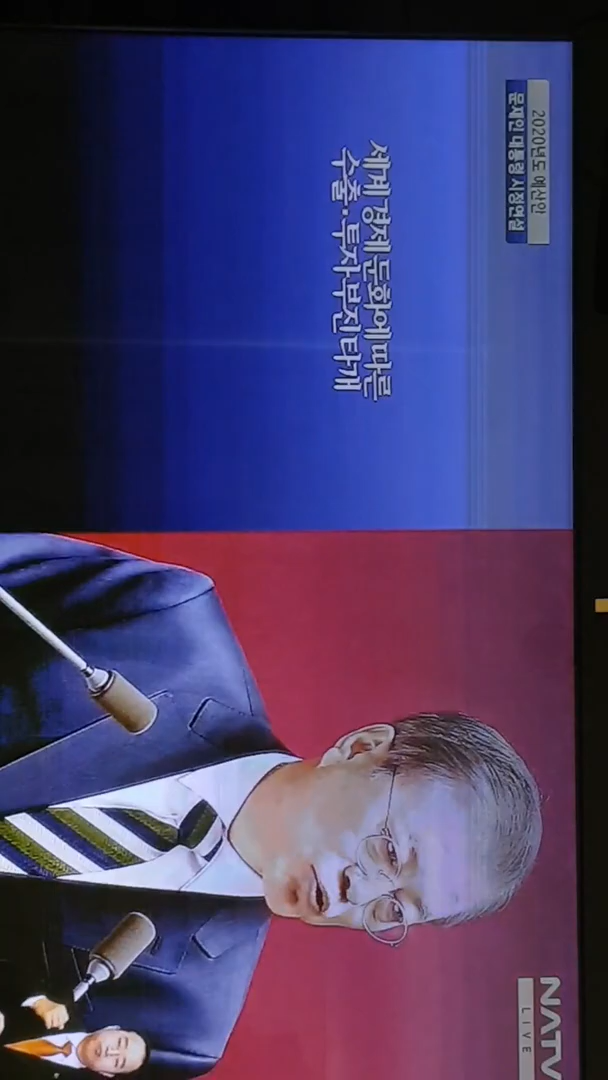 2020년도 예산안
문재인 대통령 시정연설
세계 경제 둔화에 따른
수출·투자 부진 타개
NATV
LIVE